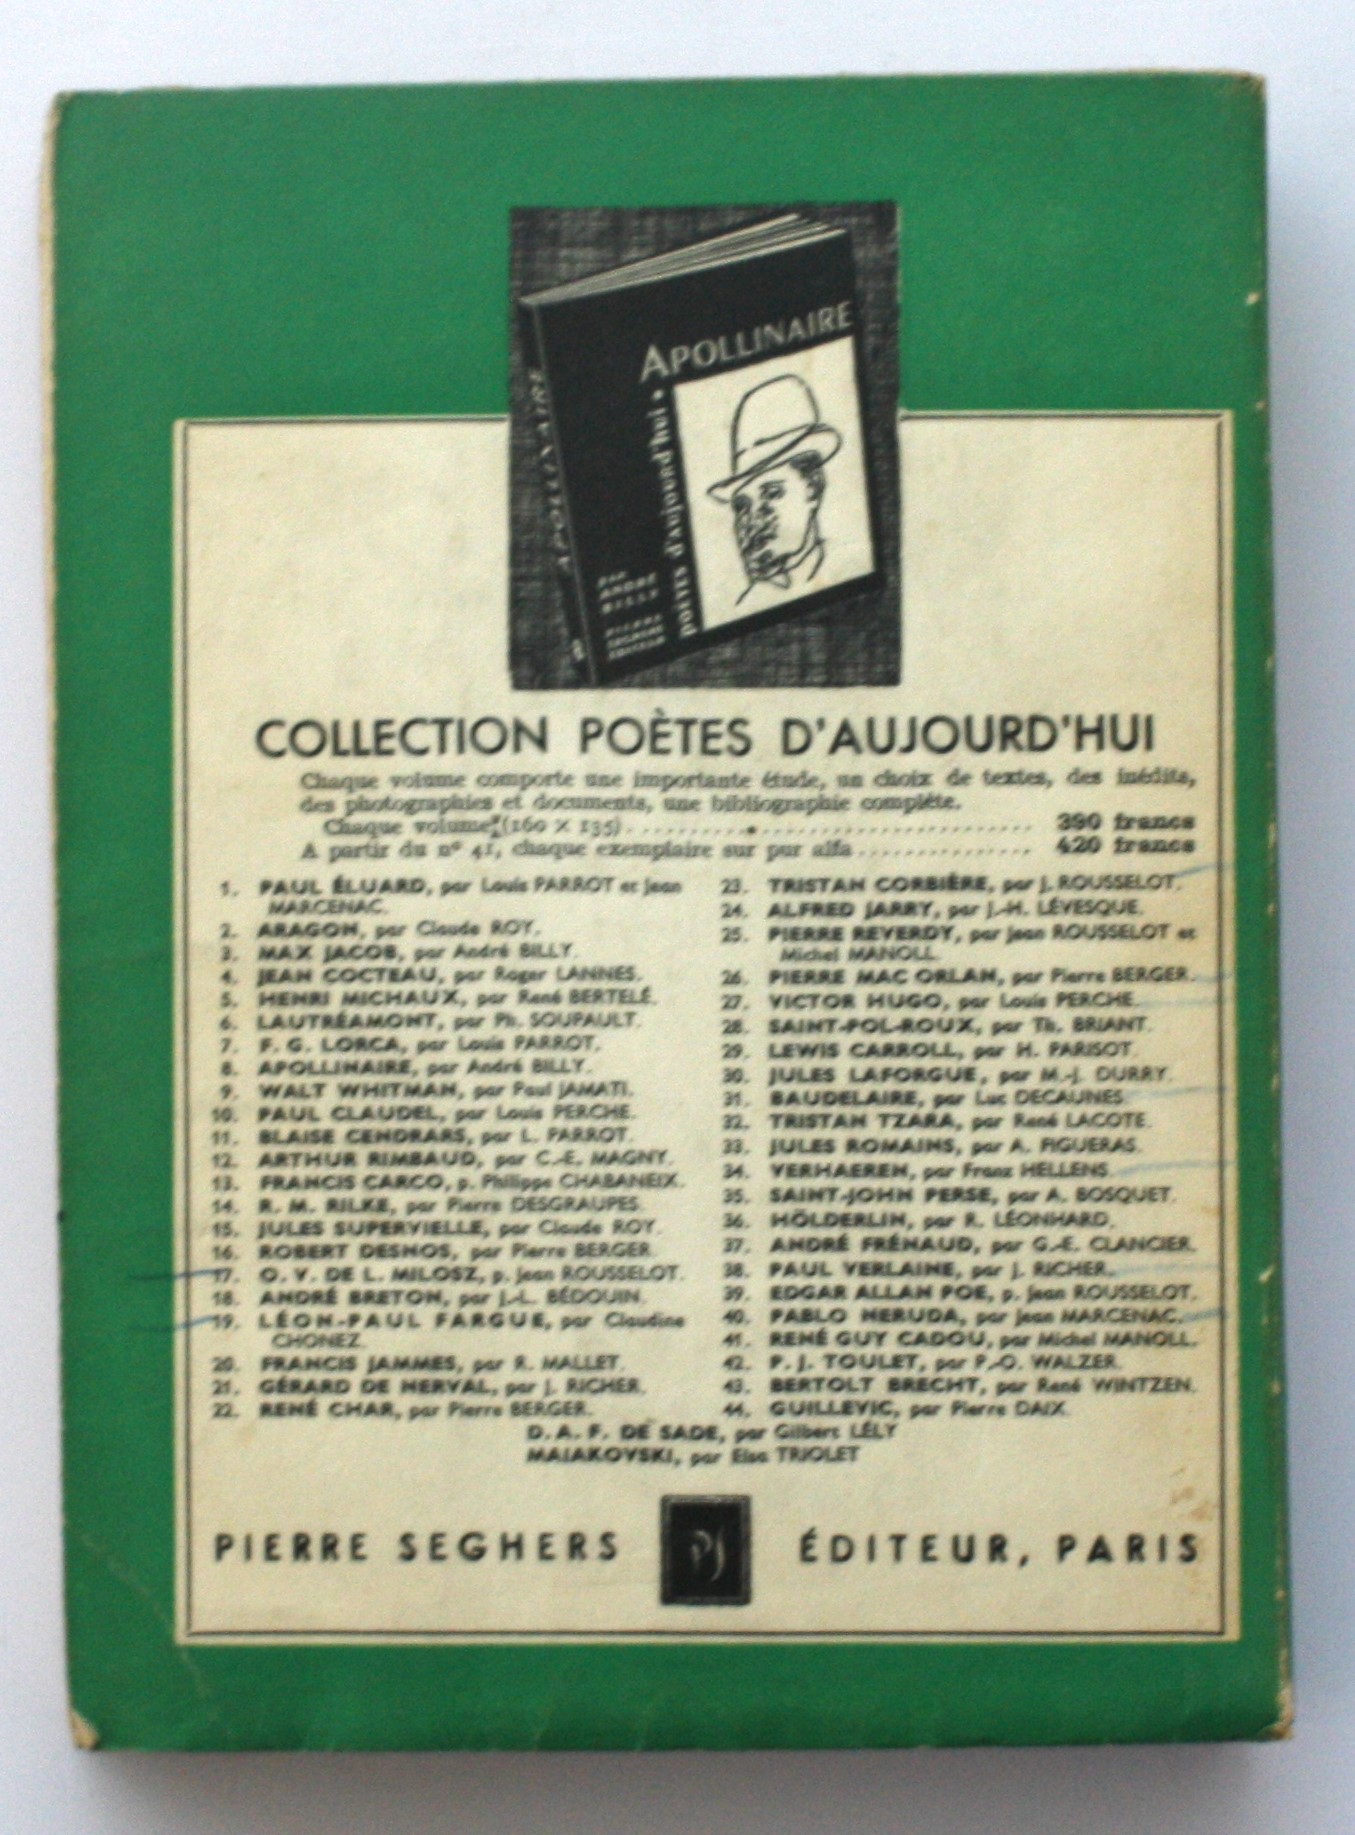 APOLLINAIRE
APOLLINAIRE
poètes d'aujourd'hui
PAR
ANDRÉ
BILLY
PIERRE
SEGHERS
ÉDITEUR
8
COLLECTION POÈTES D'AUJOURD'HUI
Chaque volume comporte une importante étude, un choix de textes, des inédits,
des photographies et documents, une bibliographie complète.
Chaque volume (160 × 135) .......... 390 francs
A partir du nº 41, chaque exemplaire sur pur alfa .......... 420 francs
1. PAUL ÉLUARD, par Louis PARROT et Jean
MARCENAC.
2. ARAGON, par Claude ROY.
3. MAX JACOB, par André BILLY.
4. JEAN COCTEAU, par Roger LANNES.
5. HENRI MICHAUX, par René BERTELÉ.
6. LAUTRÉAMONT, par Ph. SOUPAULT.
7. F. G. LORCA, par Louis PARROT.
8. APOLLINAIRE, par André BILLY.
9. WALT WHITMAN, par Paul JAMATI.
10. PAUL CLAUDEL, par Louis PERCHE.
11. BLAISE CENDRARS, par L. PARROT.
12. ARTHUR RIMBAUD, par C.-E. MAGNY.
13. FRANCIS CARCO, p. Philippe CHABANEIX.
14. R. M. RILKE, par Pierre DESGRAUPES.
15. JULES SUPERVIELLE, par Claude ROY.
16. ROBERT DESNOS, par Pierre BERGER.
17. O. V. DE L. MILOSZ, p. Jean ROUSSELOT.
18. ANDRÉ BRETON, par J.-L. BÉDOUIN.
19. LÉON-PAUL FARGUE, par Claudine
CHONEZ.
20. FRANCIS JAMMES, par R. MALLET.
21. GÉRARD DE NERVAL, par J. RICHER.
22. RENÉ CHAR, par Pierre BERGER.
23. TRISTAN CORBIÈRE, par J. ROUSSELOT.
24. ALFRED JARRY, par J.-H. LÉVESQUE.
25. PIERRE REVERDY, par Jean ROUSSELOT et
Michel MANOLL.
26. PIERRE MAC ORLAN, par Pierre BERGER.
27. VICTOR HUGO, par Louis PERCHE.
28. SAINT-POL-ROUX, par Th. BRIANT.
29. LEWIS CARROLL, par H. PARISOT.
30. JULES LAFORGUE, par M.-J. DURRY.
31. BAUDELAIRE, par Luc DECAUNES.
32. TRISTAN TZARA, par René LACOTE.
33. JULES ROMAINS, par A. FIGUERAS.
34. VERHAEREN, par Franz HELLENS.
35. SAINT-JOHN PERSE, par A. BOSQUET.
36. HÖLDERLIN, par R. LÉONHARD.
37. ANDRÉ FRÉNAUD, par G.-E. CLANCIER.
38. PAUL VERLAINE, par J. RICHER.
39. EDGAR ALLAN POE, p. Jean ROUSSELOT.
40. PABLO NERUDA, par Jean MARCENAC.
41. RENÉ GUY CADOU, par Michel MANOLL.
42. P. J. TOULET, par P.-O. WALZER.
43. BERTOLT BRECHT, par René WINTZEN.
44. GUILLEVIC, par Pierre DAIX.
D. A. F. DE SADE, par Gilbert LÉLY
MAIAKOVSKI, par Elsa TRIOLET
PIERRE SEGHERS PS ÉDITEUR, PARIS